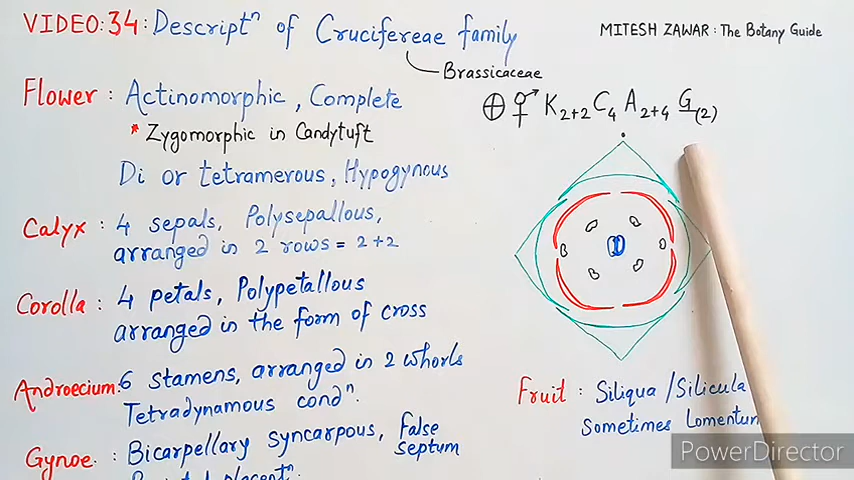 VIDEO:34: Descriptⁿ of Crucifereae family
MITESH ZAWAR: The Botany Guide
Brassicaceae
Flower: Actinomorphic, Complete
* Zygomorphic in Candytuft
Di or tetramerous, Hypogynous
⊕ ⚥ K2+2 C4 A2+4 G(2)
Calyx: 4 sepals, Polysepallous,
arranged in 2 rows = 2+2
Corolla: 4 petals, Polypetallous
arranged in the form of cross
Androecium: 6 stamens, arranged in 2 whorls
Tetradynamous condⁿ.
Gynoe: Bicarpellary syncarpous, False
septum
Fruit: Siliqua/Silicula
Sometimes Lomentum
PowerDirector